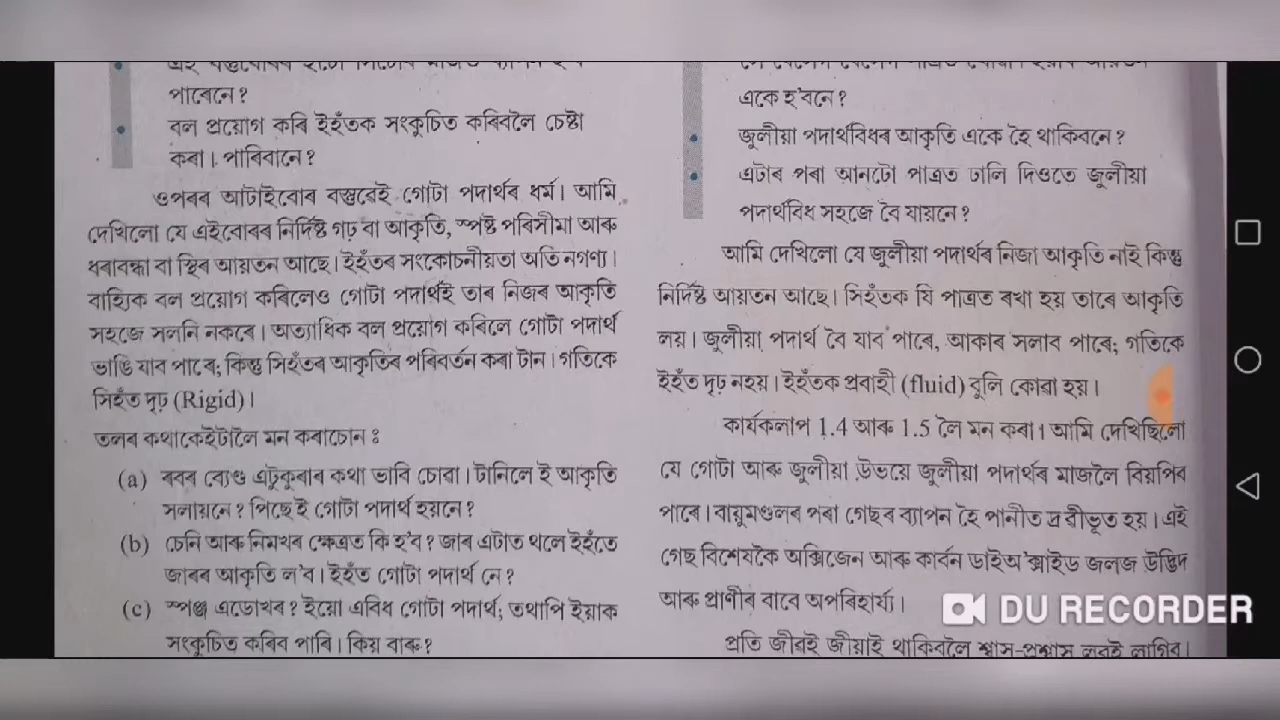 পাৰেনে?
বল প্ৰয়োগ কৰি ইহঁতক সংকুচিত কৰিবলৈ চেষ্টা
কৰা। পাৰিবানে?
ওপৰৰ আটাইবোৰ বস্তুৱেই গোটা পদাৰ্থৰ ধৰ্ম। আমি
দেখিলো যে এইবোৰৰ নিৰ্দিষ্ট গঢ় বা আকৃতি, স্পষ্ট পৰিসীমা আৰু
ধৰাবন্ধা বা স্থিৰ আয়তন আছে। ইহঁতৰ সংকোচনীয়তা অতি নগণ্য।
বাহ্যিক বল প্ৰয়োগ কৰিলেও গোটা পদাৰ্থই তাৰ নিজৰ আকৃতি
সহজে সলনি নকৰে। অত্যাধিক বল প্ৰয়োগ কৰিলে গোটা পদাৰ্থ
ভাঙি যাব পাৰে; কিন্তু সিহঁতৰ আকৃতিৰ পৰিবৰ্তন কৰা টান। গতিকে
সিহঁত দৃঢ় (Rigid)।
তলৰ কথাকেইটালৈ মন কৰাচোন :
(a) ৰবৰ বেণ্ড এটুকুৰাৰ কথা ভাবি চোৱা। টানিলে ই আকৃতি
সলায়নে? পিছে ই গোটা পদাৰ্থ হয়নে?
(b) চেনি আৰু নিমখৰ ক্ষেত্ৰত কি হ'ব? জাৰ এটাত থলে ইহঁতে
জাৰৰ আকৃতি ল'ব। ইহঁত গোটা পদাৰ্থ নে?
(c) স্পঞ্জ এডোখৰ? ইয়ো এবিধ গোটা পদাৰ্থ; তথাপি ইয়াক
সংকুচিত কৰিব পাৰি। কিয় বাৰু?
একে হ'বনে?
জুলীয়া পদাৰ্থবিধৰ আকৃতি একে হৈ থাকিবনে?
এটাৰ পৰা আনটো পাত্ৰত ঢালি দিওতে জুলীয়া
পদাৰ্থবিধ সহজে বৈ যায়নে?
আমি দেখিলো যে জুলীয়া পদাৰ্থৰ নিজা আকৃতি নাই কিন্তু
নিৰ্দিষ্ট আয়তন আছে। সিহঁতক যি পাত্ৰত ৰখা হয় তাৰে আকৃতি
লয়। জুলীয়া পদাৰ্থ বৈ যাব পাৰে, আকাৰ সলাব পাৰে; গতিকে
ইহঁত দৃঢ় নহয়। ইহঁতক প্ৰবাহী (fluid) বুলি কোৱা হয়।
কাৰ্যকলাপ 1.4 আৰু 1.5 লৈ মন কৰা। আমি দেখিছিলো
যে গোটা আৰু জুলীয়া উভয়ে জুলীয়া পদাৰ্থৰ মাজলৈ বিয়পিব
পাৰে। বায়ুমণ্ডলৰ পৰা গেছৰ ব্যাপন হৈ পানীত দ্ৰবীভূত হয়। এই
গেছ বিশেষকৈ অক্সিজেন আৰু কাৰ্বন ডাইঅ'ক্সাইড জলজ উদ্ভিদ
আৰু প্ৰাণীৰ বাবে অপৰিহাৰ্য্য।
প্ৰতি জীৱই জীয়াই থাকিবলৈ শ্বাস-প্ৰশ্বাস লবই লাগিব।
DU RECORDER